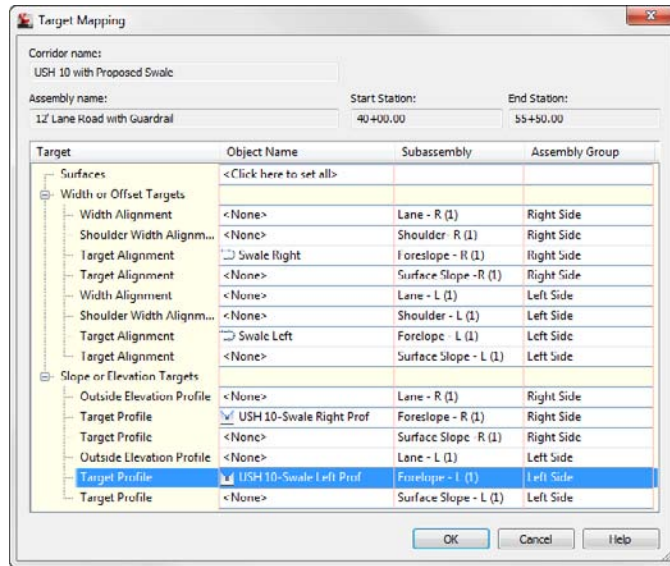 Target Mapping
Corridor name:
USH 10 with Proposed Swale
Assembly name: Start Station: End Station:
12' Lane Road with Guardrail 40+00.00 55+50.00
Target Object Name Subassembly Assembly Group
Surfaces <Click here to set all>
Width or Offset Targets
Width Alignment <None> Lane - R (1) Right Side
Shoulder Width Alignm... <None> Shoulder- R (1) Right Side
Target Alignment Swale Right Foreslope - R (1) Right Side
Target Alignment <None> Surface Slope -R (1) Right Side
Width Alignment <None> Lane - L (1) Left Side
Shoulder Width Alignm... <None> Shoulder - L (1) Left Side
Target Alignment Swale Left Forelope - L (1) Left Side
Target Alignment <None> Surface Slope - L (1) Left Side
Slope or Elevation Targets
Outside Elevation Profile <None> Lane - R (1) Right Side
Target Profile USH 10-Swale Right Prof Foreslope - R (1) Right Side
Target Profile <None> Surface Slope -R (1) Right Side
Outside Elevation Profile <None> Lane - L (1) Left Side
Target Profile USH 10-Swale Left Prof Forelope - L (1) Left Side
Target Profile <None> Surface Slope - L (1) Left Side
OK Cancel Help